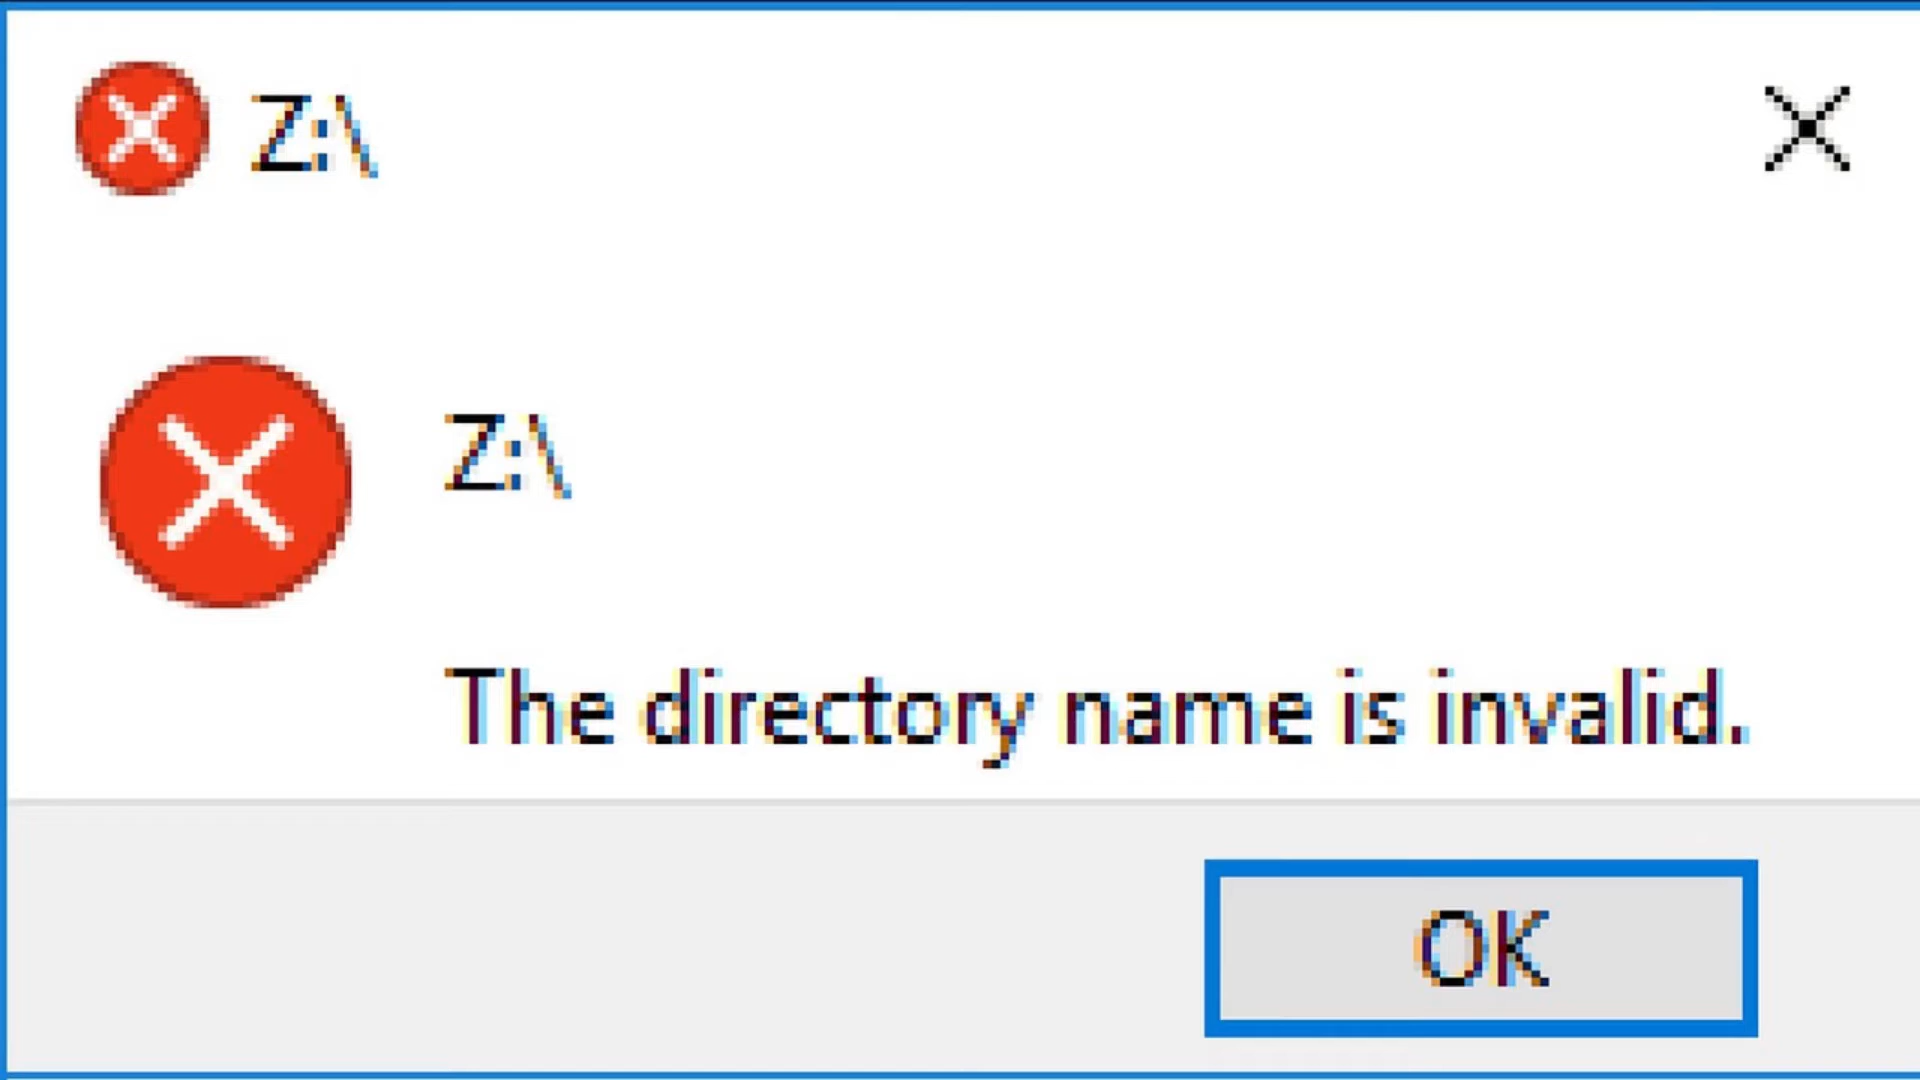 Z:\
Z:\
The directory name is invalid.
OK